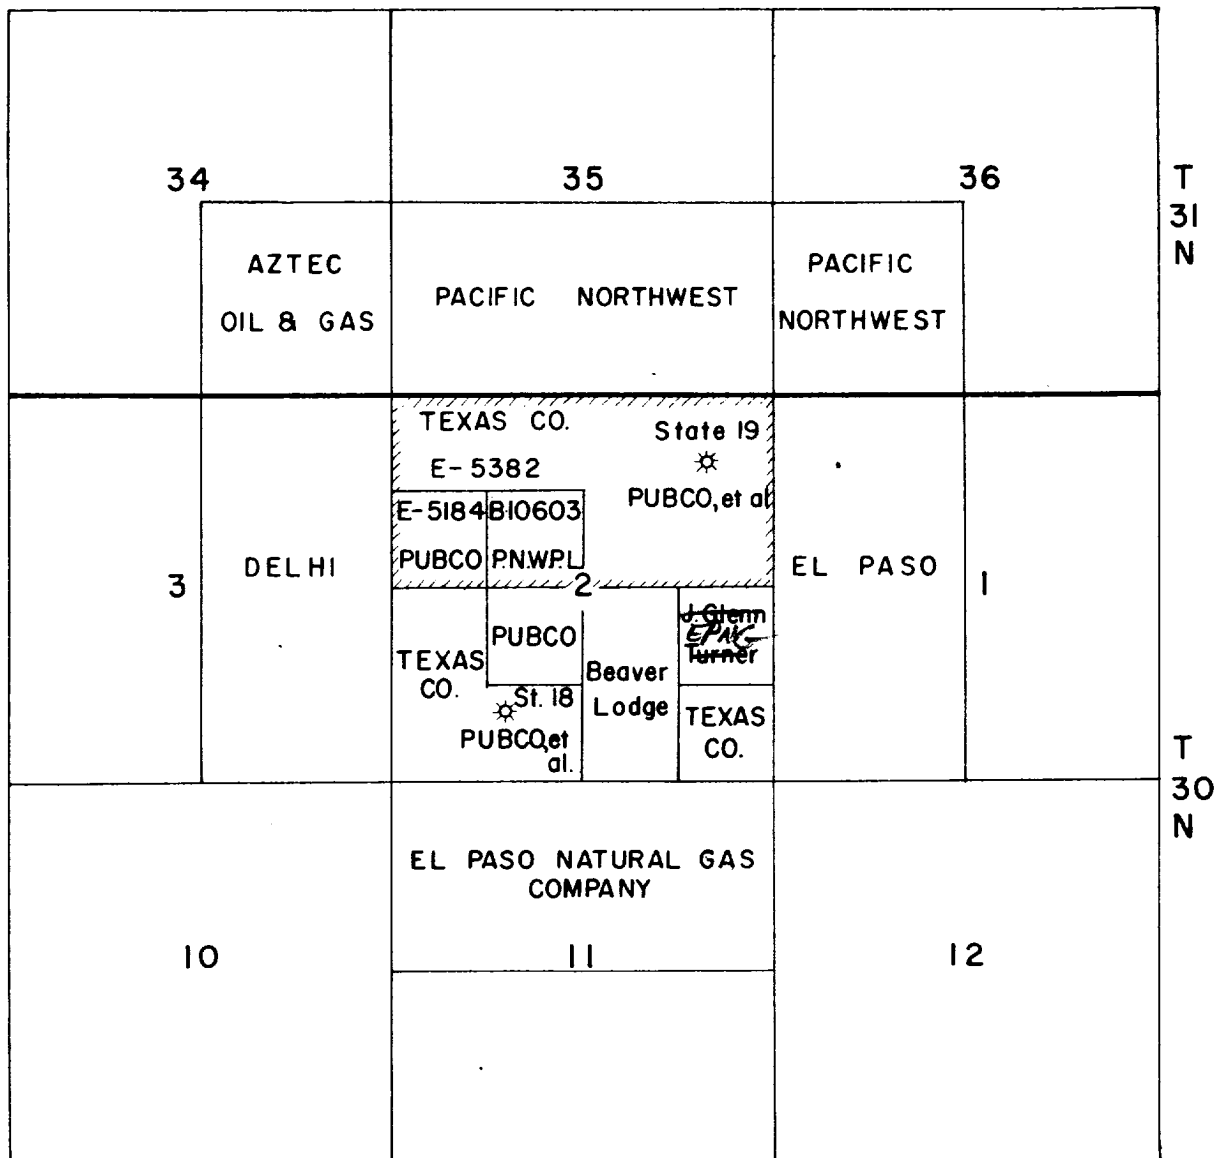 34
35
36
T
31
N
AZTEC
OIL & GAS
PACIFIC NORTHWEST
PACIFIC
NORTHWEST
TEXAS CO.
E-5382
State 19
PUBCO, et al
E-5184
PUBCO
B-10603
P.N.W.P.L
3
DELHI
2
EL PASO
1
TEXAS
CO.
PUBCO
St. 18
PUBCO, et
al.
Beaver
Lodge
J. Glenn
EPNG
Turner
TEXAS
CO.
T
30
N
EL PASO NATURAL GAS
COMPANY
10
11
12